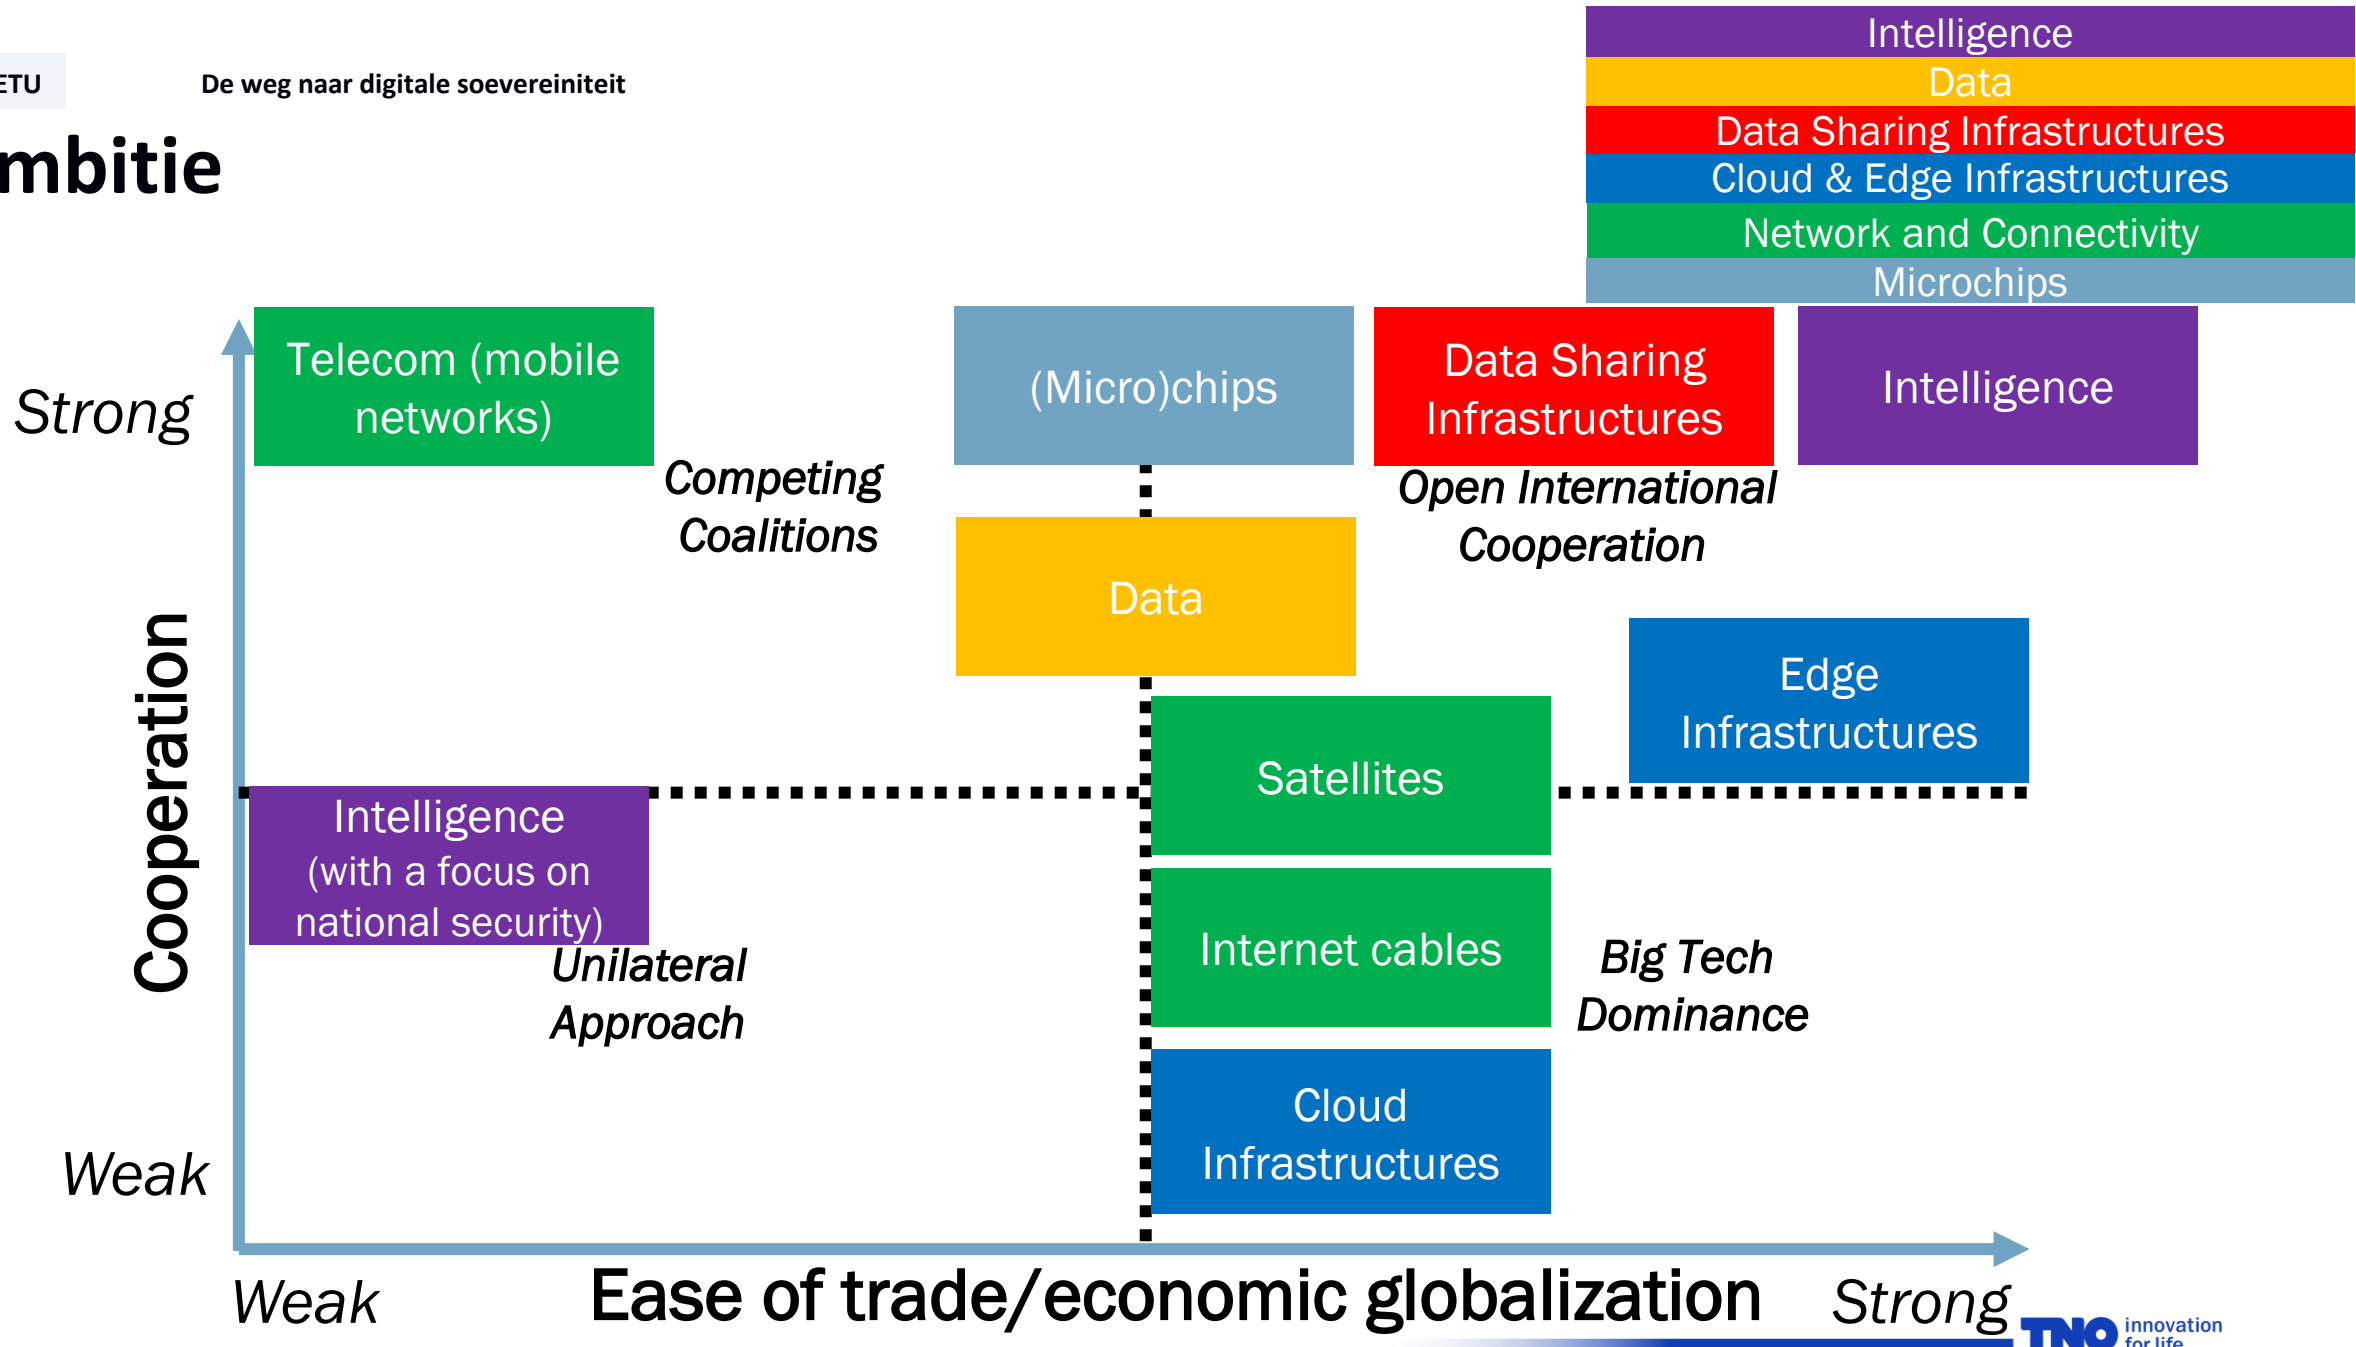 ETU
De weg naar digitale soevereiniteit
mbitie
Intelligence
Data
Data Sharing Infrastructures
Cloud & Edge Infrastructures
Network and Connectivity
Microchips
Strong
Telecom (mobile
networks)
(Micro)chips
Data Sharing
Infrastructures
Intelligence
Competing
Coalitions
Open International
Cooperation
Data
Edge
Infrastructures
Cooperation
Satellites
Intelligence
(with a focus on
national security)
Unilateral
Approach
Internet cables
Big Tech
Dominance
Cloud
Infrastructures
Weak
Weak
Ease of trade/economic globalization
Strong
TNO
innovation
for life